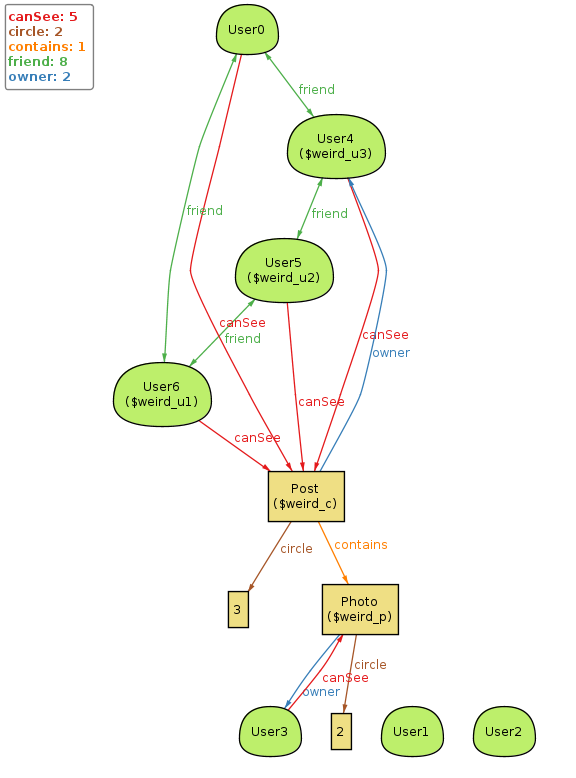 canSee: 5
circle: 2
contains: 1
friend: 8
owner: 2
User0
friend
User4
($weird_u3)
friend
friend
User5
($weird_u2)
canSee
friend
canSee
owner
User6
($weird_u1)
canSee
canSee
Post
($weird_c)
circle
contains
3
Photo
($weird_p)
circle
canSee
owner
User3
2
User1
User2